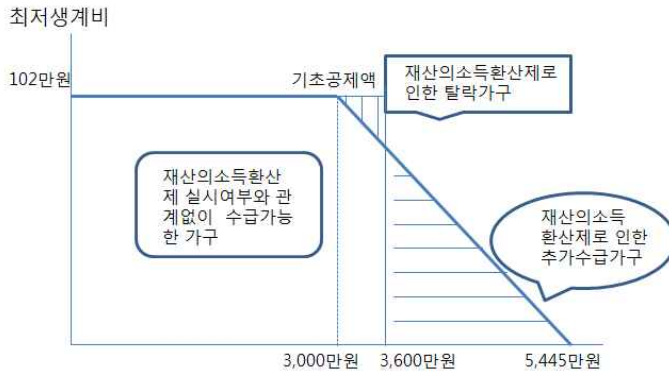 최저생계비
102만원
기초공제액
재산의소득환산제로
인한 탈락가구
재산의소득환산
제 실시여부와 관
계없이 수급가능
한 가구
재산의소득
환산제로 인한
추가수급가구
3,000만원
3,600만원
5,445만원